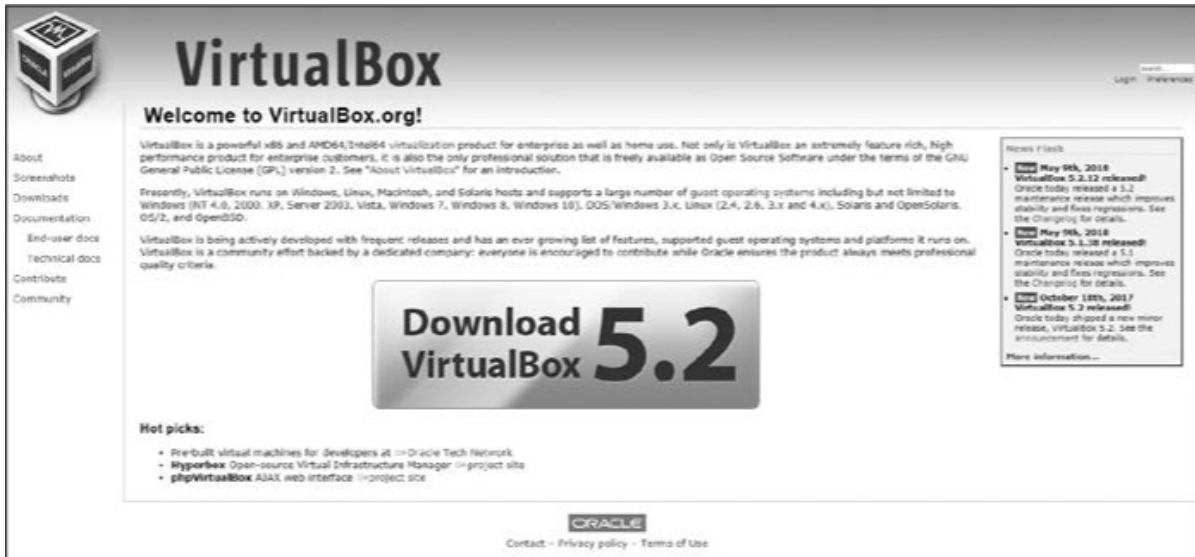 ORACLE
VirtualBox
VirtualBox
search...
Login Preferences
Welcome to VirtualBox.org!
About
Screenshots
Downloads
Documentation
End-user docs
Technical docs
Contribute
Community
VirtualBox is a powerful x86 and AMD64/Intel64 virtualization product for enterprise as well as home use. Not only is VirtualBox an extremely feature rich, high
performance product for enterprise customers, it is also the only professional solution that is freely available as Open Source Software under the terms of the GNU
General Public License (GPL) version 2. See "About VirtualBox" for an introduction.
Presently, VirtualBox runs on Windows, Linux, Macintosh, and Solaris hosts and supports a large number of guest operating systems including but not limited to
Windows (NT 4.0, 2000, XP, Server 2003, Vista, Windows 7, Windows 8, Windows 10), DOS/Windows 3.x, Linux (2.4, 2.6, 3.x and 4.x), Solaris and OpenSolaris,
OS/2, and OpenBSD.
VirtualBox is being actively developed with frequent releases and has an ever growing list of features, supported guest operating systems and platforms it runs on.
VirtualBox is a community effort backed by a dedicated company: everyone is encouraged to contribute while Oracle ensures the product always meets professional
quality criteria.
Download
VirtualBox 5.2
Hot picks:
• Pre-built virtual machines for developers at Oracle Tech Network
• Hyperbox Open-source Virtual Infrastructure Manager project site
• phpVirtualBox AJAX web interface project site
News Flash
• New May 9th, 2018
VirtualBox 5.2.12 released!
Oracle today released a 5.2
maintenance release which improves
stability and fixes regressions. See
the Changelog for details.
• New May 9th, 2018
VirtualBox 5.1.38 released!
Oracle today released a 5.1
maintenance release which improves
stability and fixes regressions. See
the Changelog for details.
• New October 18th, 2017
VirtualBox 5.2 released!
Oracle today shipped a new minor
release, VirtualBox 5.2. See the
announcement for details.
More information...
ORACLE
Contact – Privacy policy – Terms of Use